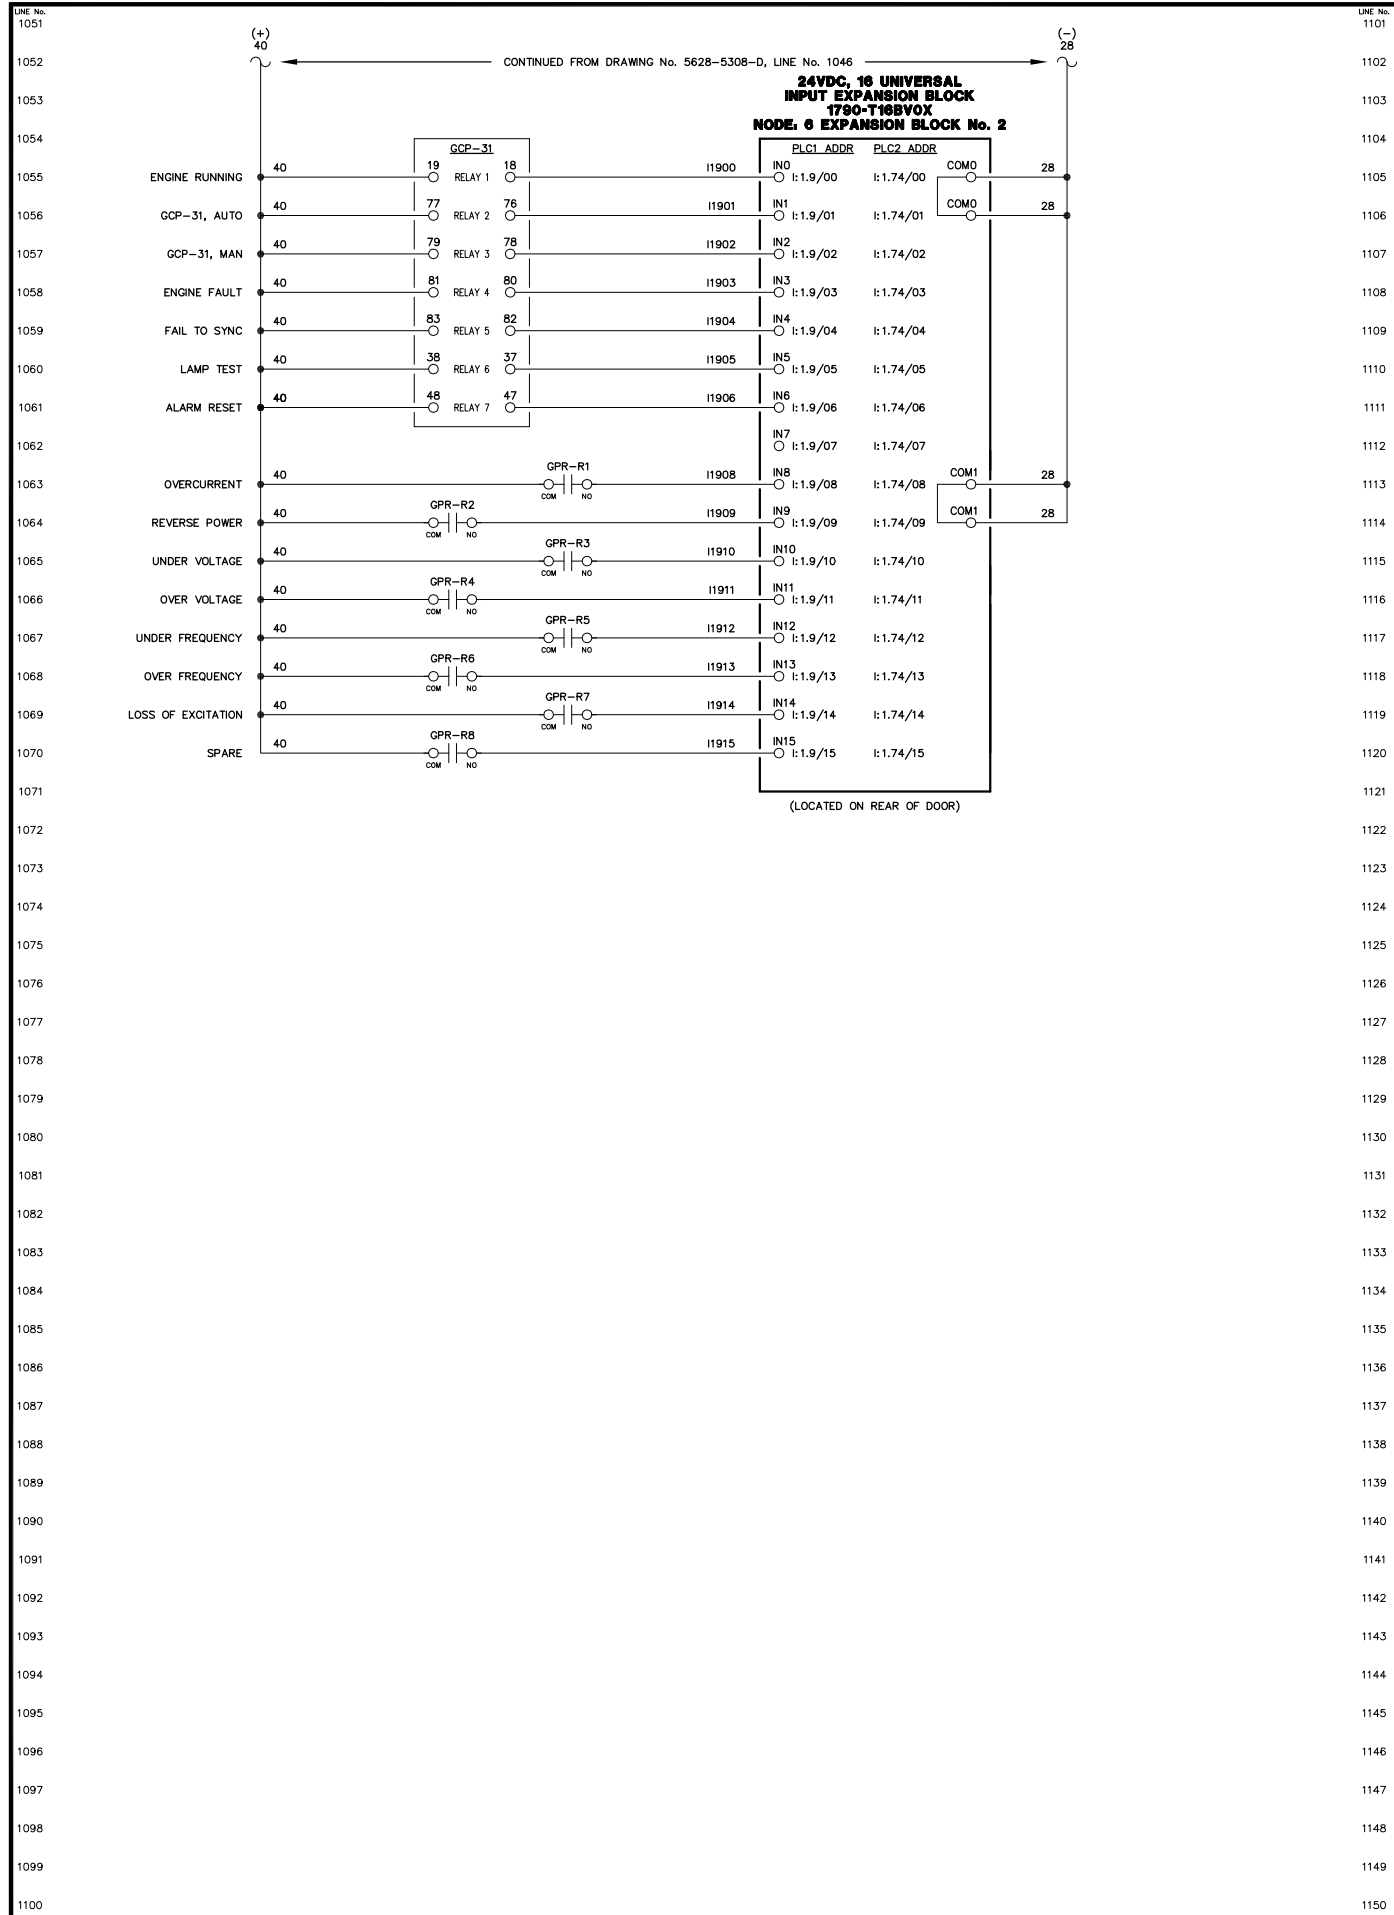 LINE No. LINE No.
1051 1101
(+) (-)
40 28
1052 CONTINUED FROM DRAWING No. 5628-5308-D, LINE No. 1046 1102
24VDC, 16 UNIVERSAL
1053 INPUT EXPANSION BLOCK 1103
1790-T16BV0X
NODE: 6 EXPANSION BLOCK No. 2
1054 1104
GCP-31 PLC1 ADDR PLC2 ADDR
40 19 18 I1900 IN0 COM0 28
1055 ENGINE RUNNING RELAY 1 I:1.9/00 I:1.74/00 1105
40 77 76 I1901 IN1 COM0 28
1056 GCP-31, AUTO RELAY 2 I:1.9/01 I:1.74/01 1106
40 79 78 I1902 IN2
1057 GCP-31, MAN RELAY 3 I:1.9/02 I:1.74/02 1107
40 81 80 I1903 IN3
1058 ENGINE FAULT RELAY 4 I:1.9/03 I:1.74/03 1108
40 83 82 I1904 IN4
1059 FAIL TO SYNC RELAY 5 I:1.9/04 I:1.74/04 1109
40 38 37 I1905 IN5
1060 LAMP TEST RELAY 6 I:1.9/05 I:1.74/05 1110
40 48 47 I1906 IN6
1061 ALARM RESET RELAY 7 I:1.9/06 I:1.74/06 1111
IN7
1062 I:1.9/07 I:1.74/07 1112
40 GPR-R1 I1908 IN8 COM1 28
1063 OVERCURRENT I:1.9/08 I:1.74/08 1113
COM NO
40 GPR-R2 I1909 IN9 COM1 28
1064 REVERSE POWER I:1.9/09 I:1.74/09 1114
COM NO
40 GPR-R3 I1910 IN10
1065 UNDER VOLTAGE I:1.9/10 I:1.74/10 1115
COM NO
40 GPR-R4 I1911 IN11
1066 OVER VOLTAGE I:1.9/11 I:1.74/11 1116
COM NO
40 GPR-R5 I1912 IN12
1067 UNDER FREQUENCY I:1.9/12 I:1.74/12 1117
COM NO
40 GPR-R6 I1913 IN13
1068 OVER FREQUENCY I:1.9/13 I:1.74/13 1118
COM NO
40 GPR-R7 I1914 IN14
1069 LOSS OF EXCITATION I:1.9/14 I:1.74/14 1119
COM NO
40 GPR-R8 I1915 IN15
1070 SPARE I:1.9/15 I:1.74/15 1120
COM NO
1071 1121
(LOCATED ON REAR OF DOOR)
1072 1122
1073 1123
1074 1124
1075 1125
1076 1126
1077 1127
1078 1128
1079 1129
1080 1130
1081 1131
1082 1132
1083 1133
1084 1134
1085 1135
1086 1136
1087 1137
1088 1138
1089 1139
1090 1140
1091 1141
1092 1142
1093 1143
1094 1144
1095 1145
1096 1146
1097 1147
1098 1148
1099 1149
1100 1150